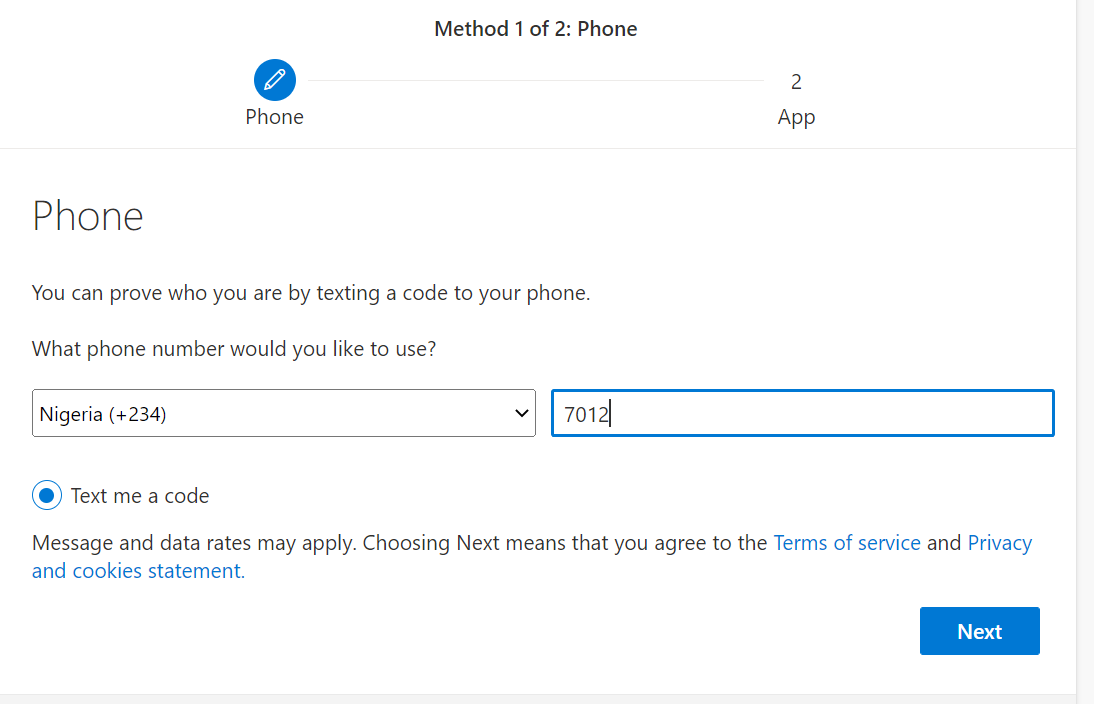 Method 1 of 2: Phone
2
Phone
App
Phone
You can prove who you are by texting a code to your phone.
What phone number would you like to use?
Nigeria (+234)
7012
Text me a code
Message and data rates may apply. Choosing Next means that you agree to the Terms of service and Privacy
and cookies statement.
Next